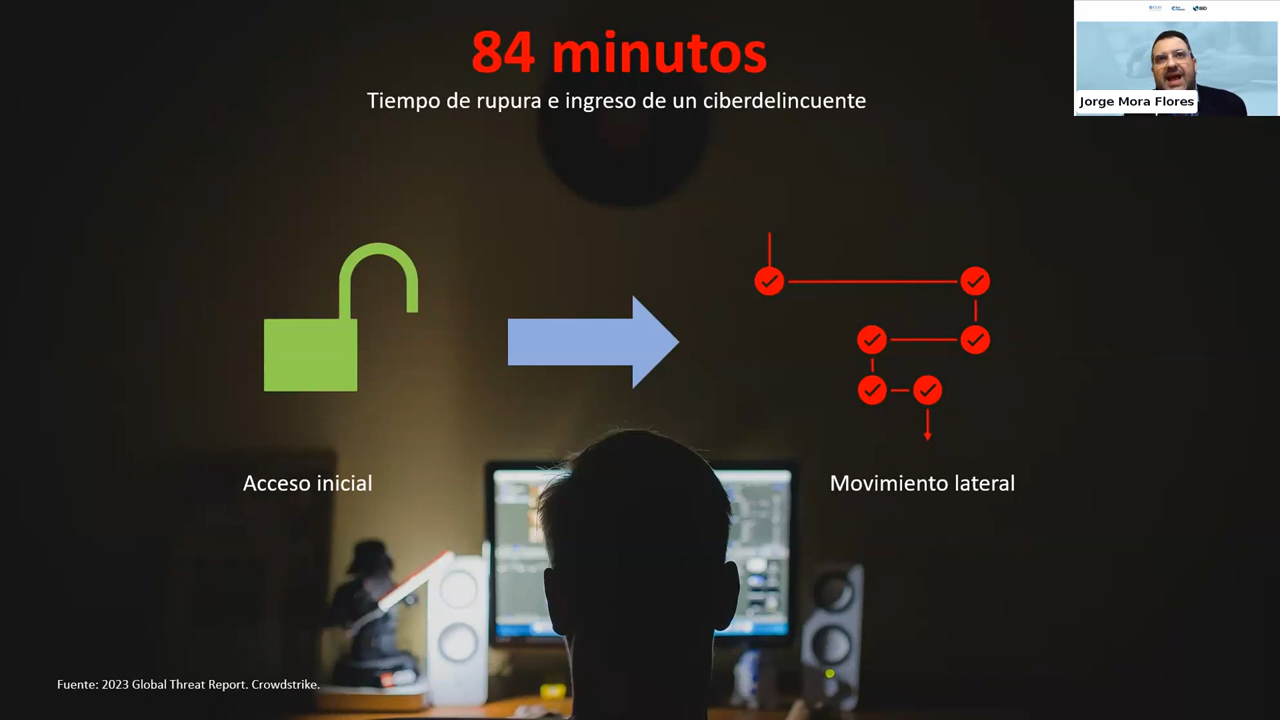 84 minutos
Tiempo de rupura e ingreso de un ciberdelincuente
Jorge Mora Flores
Acceso inicial
Movimiento lateral
Fuente: 2023 Global Threat Report. Crowdstrike.